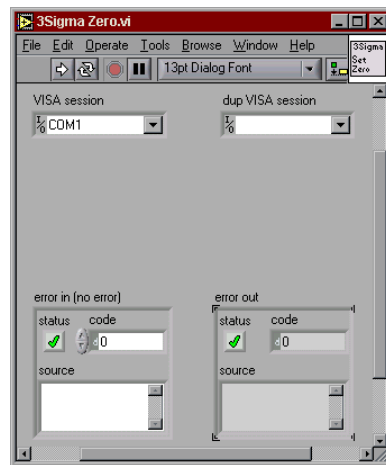 3Sigma Zero.vi
File Edit Operate Tools Browse Window Help
3Sigma
Set
Zero
13pt Dialog Font
VISA session
dup VISA session
I/O COM1
I/O
error in (no error)
error out
status code
status code
d 0
d 0
source
source